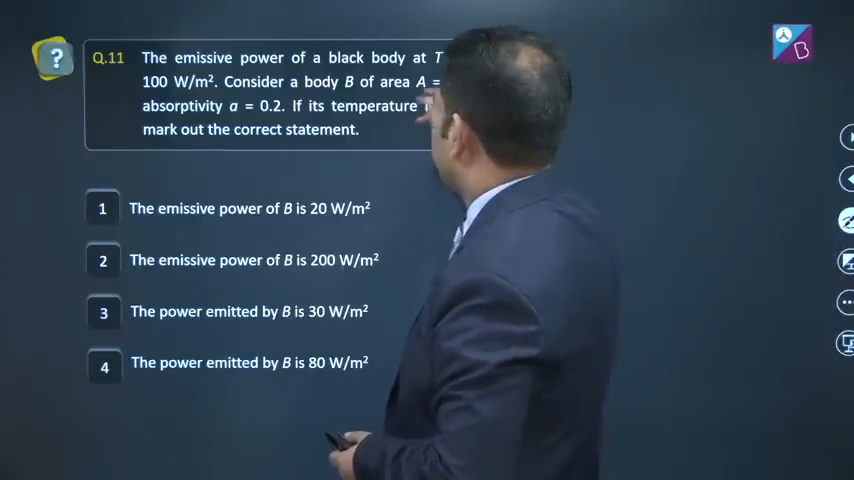 ?
Q.11 The emissive power of a black body at T
100 W/m². Consider a body B of area A =
absorptivity a = 0.2. If its temperature
mark out the correct statement.
1 The emissive power of B is 20 W/m²
2 The emissive power of B is 200 W/m²
3 The power emitted by B is 30 W/m²
4 The power emitted by B is 80 W/m²
B